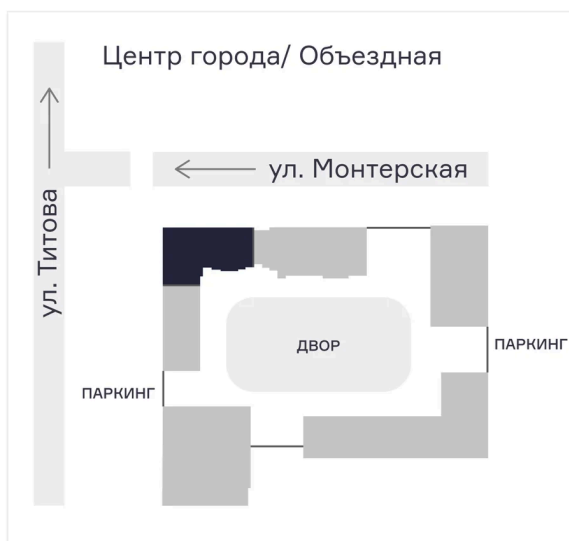 Центр города/ Объездная
ул. Монтерская
ул. Титова
ДВОР
ПАРКИНГ
ПАРКИНГ